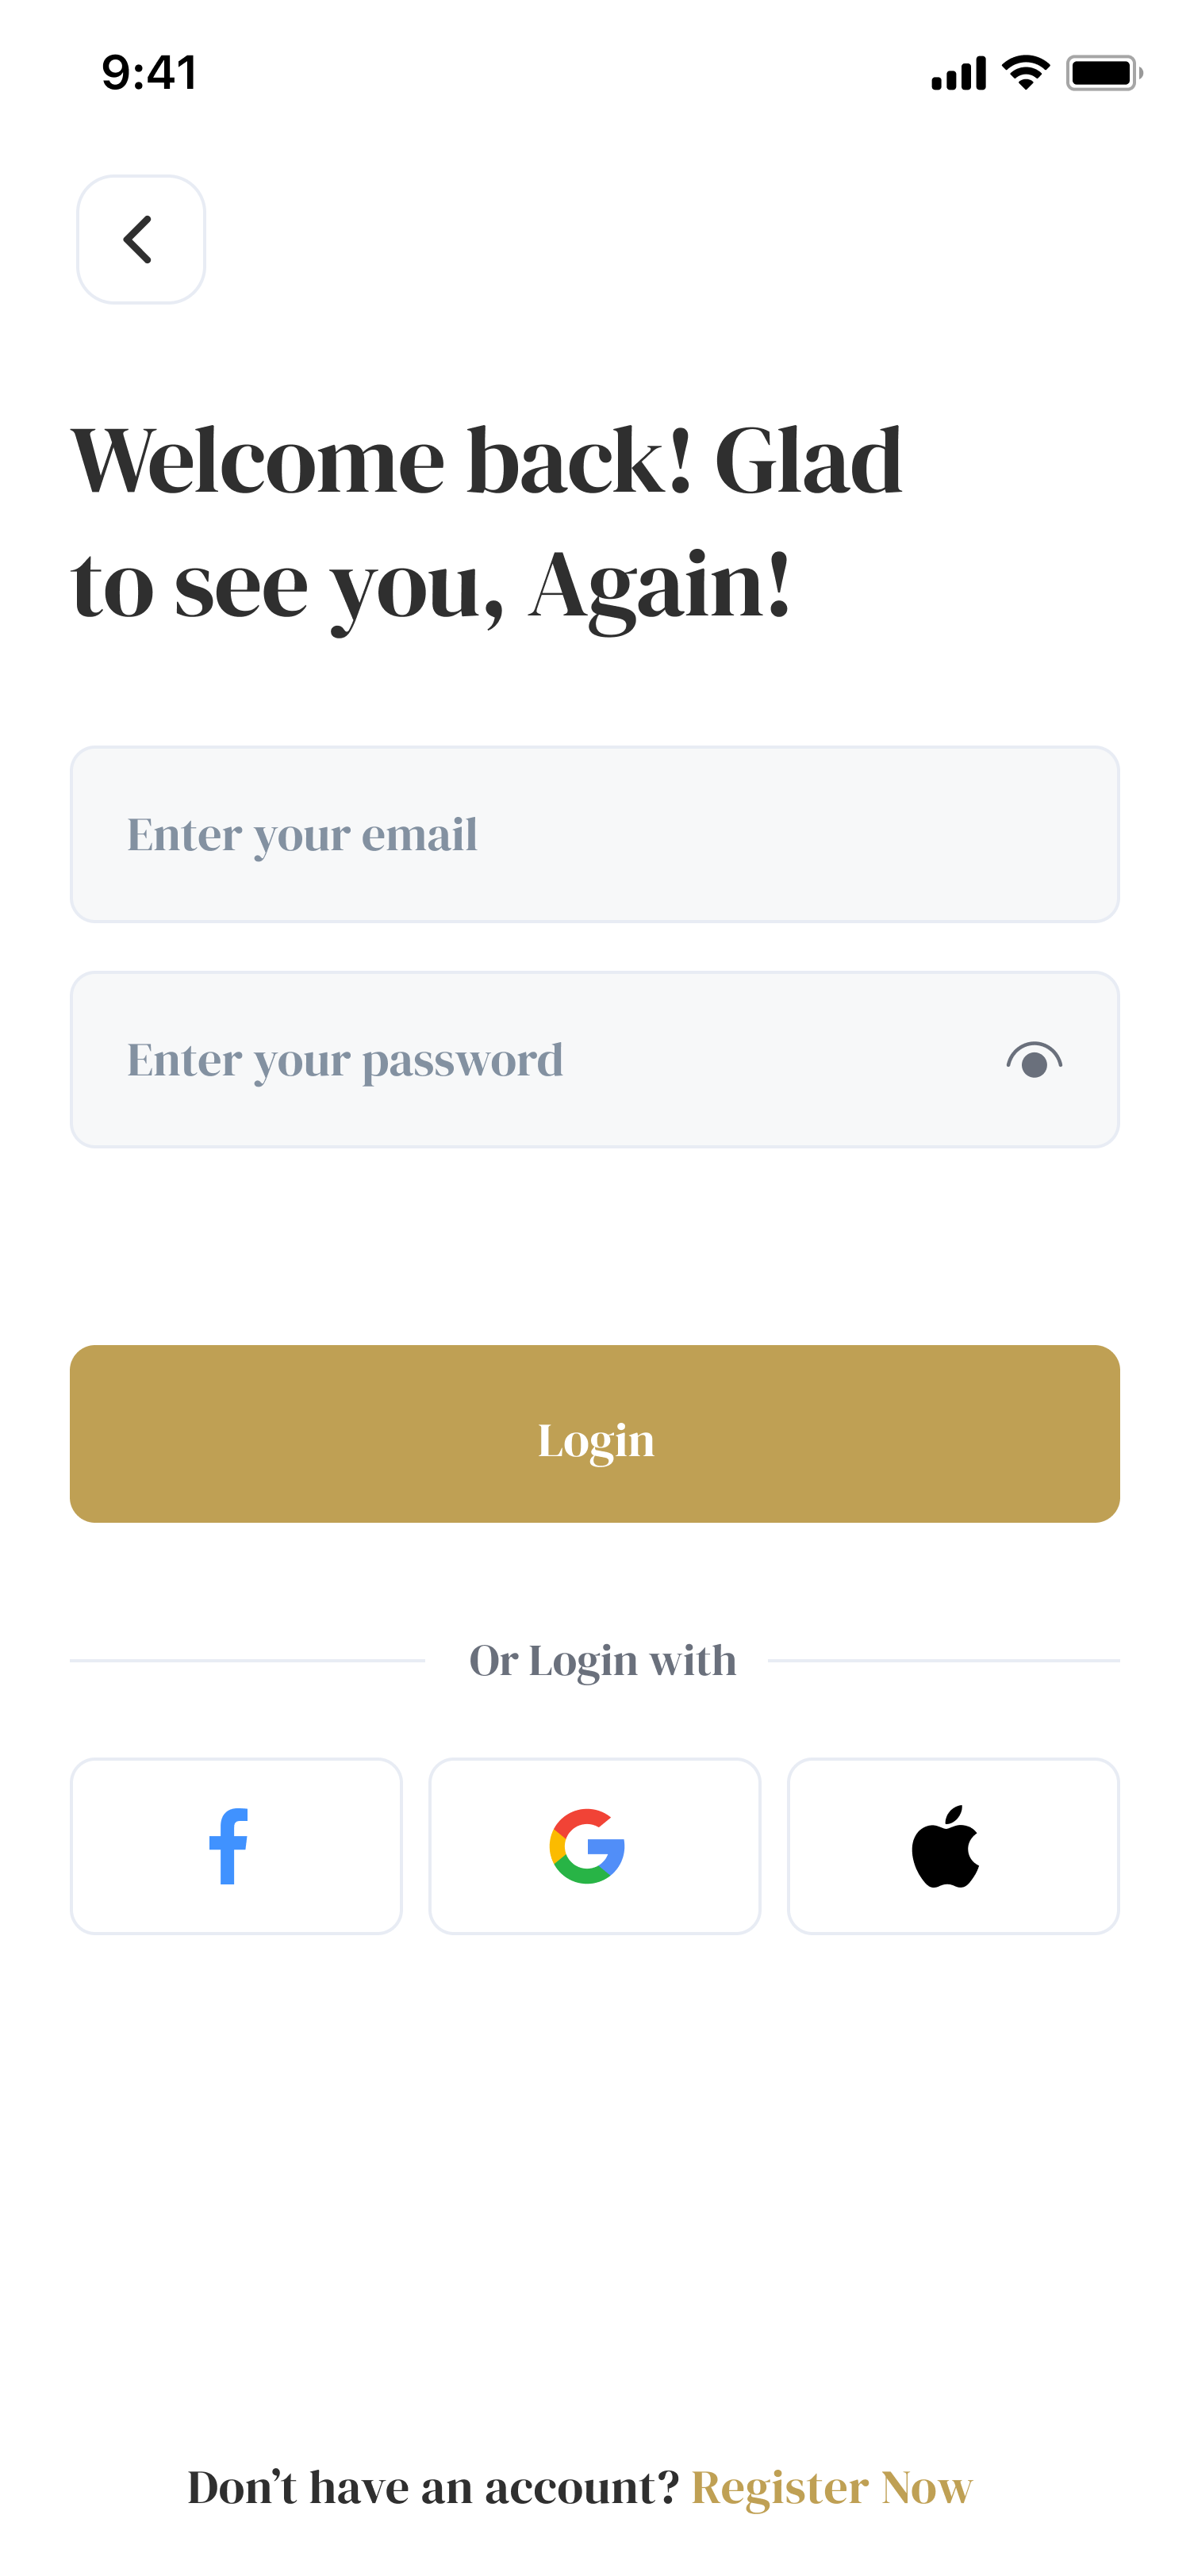 9:41
Welcome back! Glad
to see you, Again!
Enter your email
Enter your password
Login
Or Login with
Don’t have an account? Register Now